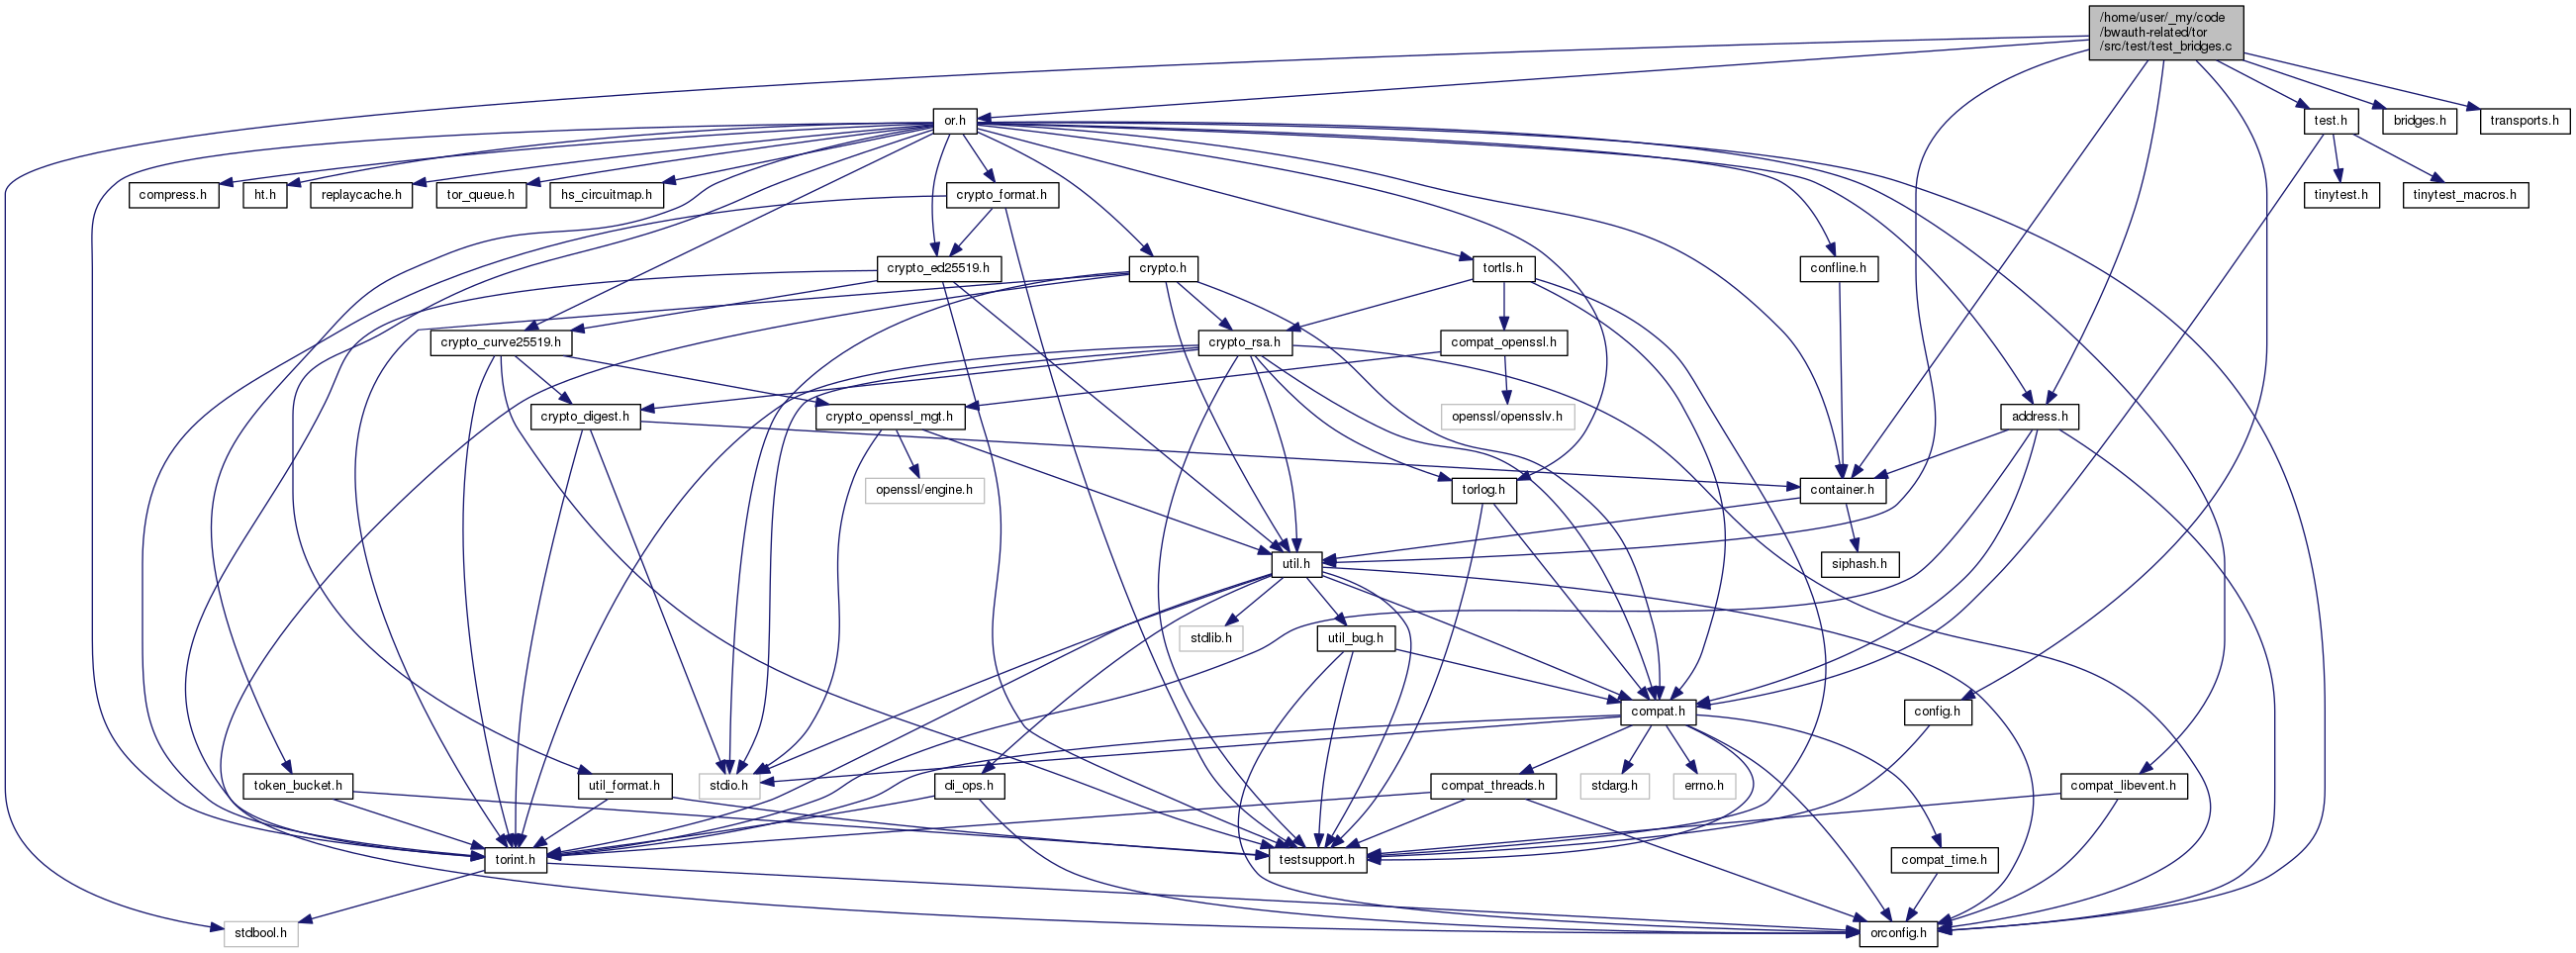 /home/user/_my/code
/bwauth-related/tor
/src/test/test_bridges.c
or.h
test.h
bridges.h
transports.h
compress.h
ht.h
replaycache.h
tor_queue.h
hs_circuitmap.h
crypto_format.h
tinytest.h
tinytest_macros.h
crypto_ed25519.h
crypto.h
tortls.h
confline.h
crypto_curve25519.h
crypto_rsa.h
compat_openssl.h
crypto_digest.h
crypto_openssl_mgt.h
openssl/opensslv.h
address.h
openssl/engine.h
torlog.h
container.h
util.h
siphash.h
stdlib.h
util_bug.h
compat.h
config.h
token_bucket.h
util_format.h
stdio.h
di_ops.h
compat_threads.h
stdarg.h
errno.h
compat_libevent.h
torint.h
testsupport.h
compat_time.h
stdbool.h
orconfig.h